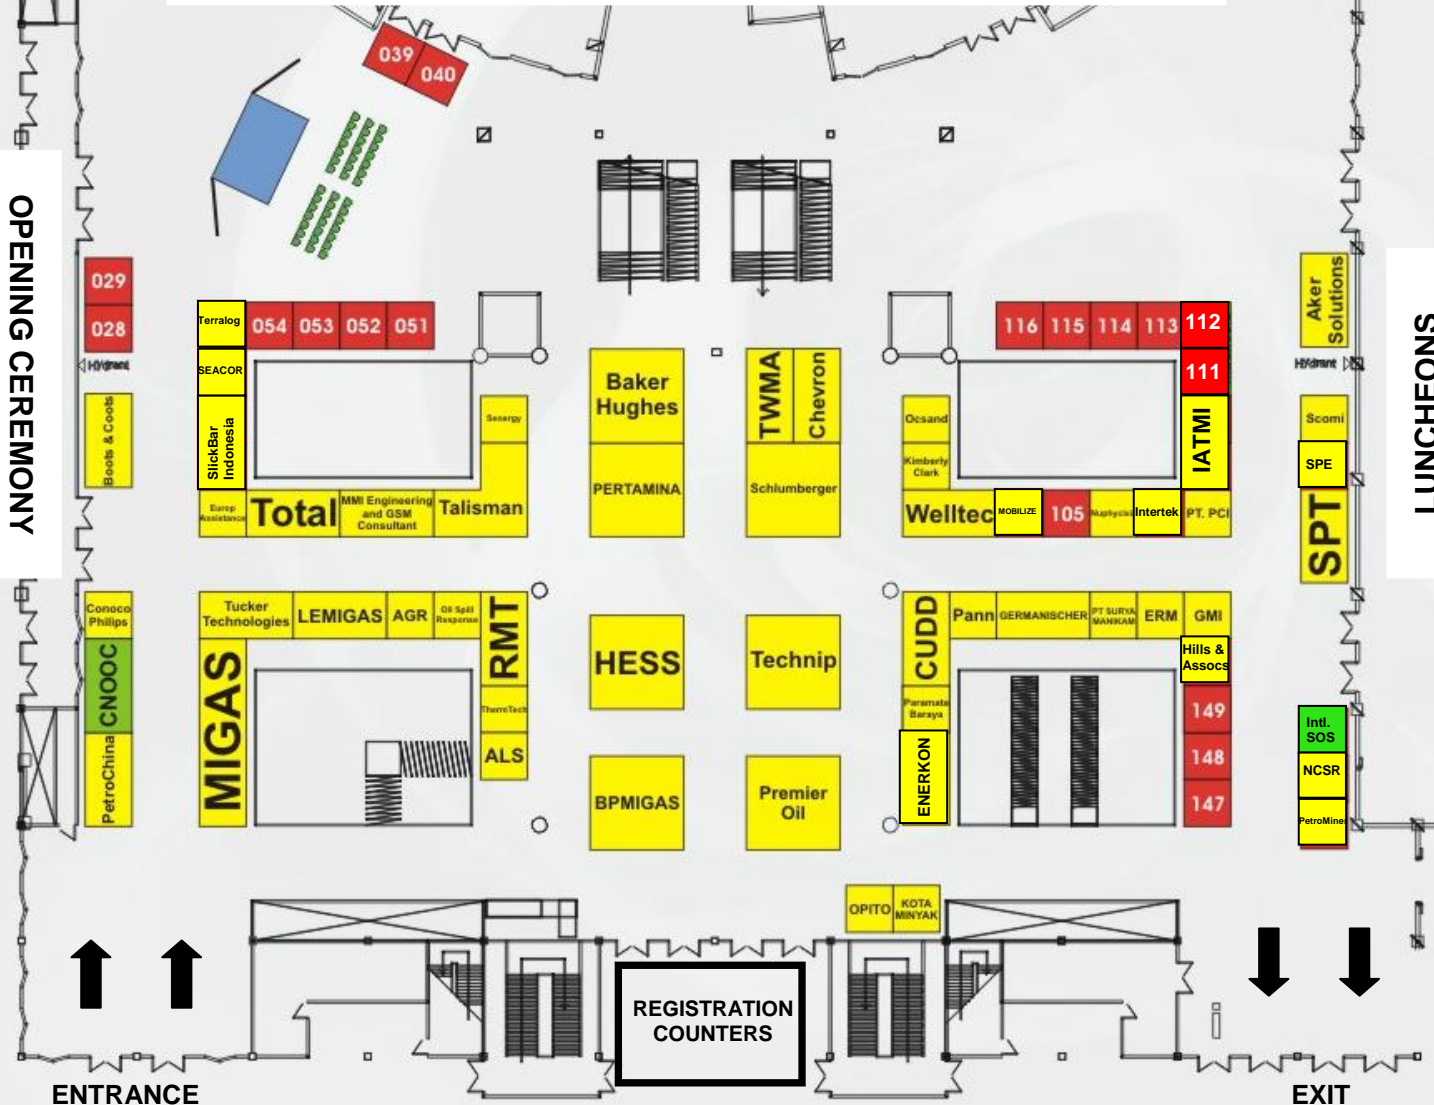 039
040
OPENING CEREMONY
029
028
Hydrant
Boots & Coots
Terralog
054
053
052
051
SEACOR
SlickBar
Indonesia
Europ
Assistance
Total
MMI Engineering
and GSM
Consultant
Talisman
Senergy
Baker
Hughes
PERTAMINA
TWMA
Chevron
Schlumberger
116
115
114
113
112
111
IATMI
Ocsand
Kimberly
Clark
Welltec
MOBILIZE
105
Intertek
PT. PCI
Aker
Solutions
Hydrant
Scomi
SPE
SPT
LUNCHEONS
Conoco
Philips
CNOOC
PetroChina
Tucker
Technologies
LEMIGAS
AGR
Oil Spill
Response
RMT
MIGAS
ThermTech
ALS
HESS
Technip
BPMIGAS
Premier
Oil
CUDD
Pann
GERMANISCHER
PT SURYA
MANIKAM
ERM
GMI
Hills &
Assocs
Paramata
Baraya
ENERKON
149
148
147
Intl.
SOS
NCSR
PetroMiner
OPITO
KOTA
MINYAK
REGISTRATION
COUNTERS
ENTRANCE
EXIT